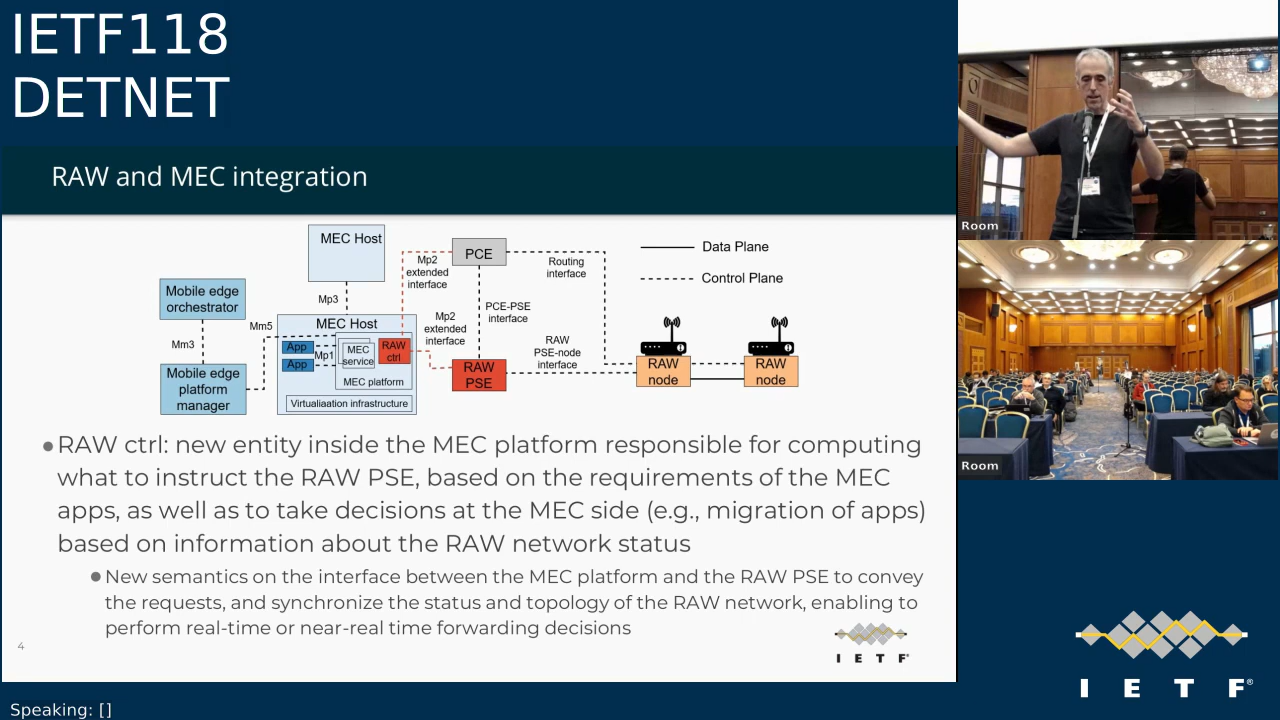 IETF118
DETNET
RAW and MEC integration
MEC Host
PCE
Data Plane
Control Plane
Mp2
extended
interface
Routing
interface
Mobile edge
orchestrator
Mp3
PCE-PSE
interface
Mm5
MEC Host
Mp2
extended
interface
Mm3
App
App
Mp1
MEC
service
RAW
ctrl
MEC platform
Virtualiaation infrastructure
RAW
PSE-node
interface
RAW
PSE
RAW
node
RAW
node
Mobile edge
platform
manager
●RAW ctrl: new entity inside the MEC platform responsible for computing
what to instruct the RAW PSE, based on the requirements of the MEC
apps, as well as to take decisions at the MEC side (e.g., migration of apps)
based on information about the RAW network status
●New semantics on the interface between the MEC platform and the RAW PSE to convey
the requests, and synchronize the status and topology of the RAW network, enabling to
perform real-time or near-real time forwarding decisions
4
I E T F®
Room
Room
I E T F®
Speaking: []